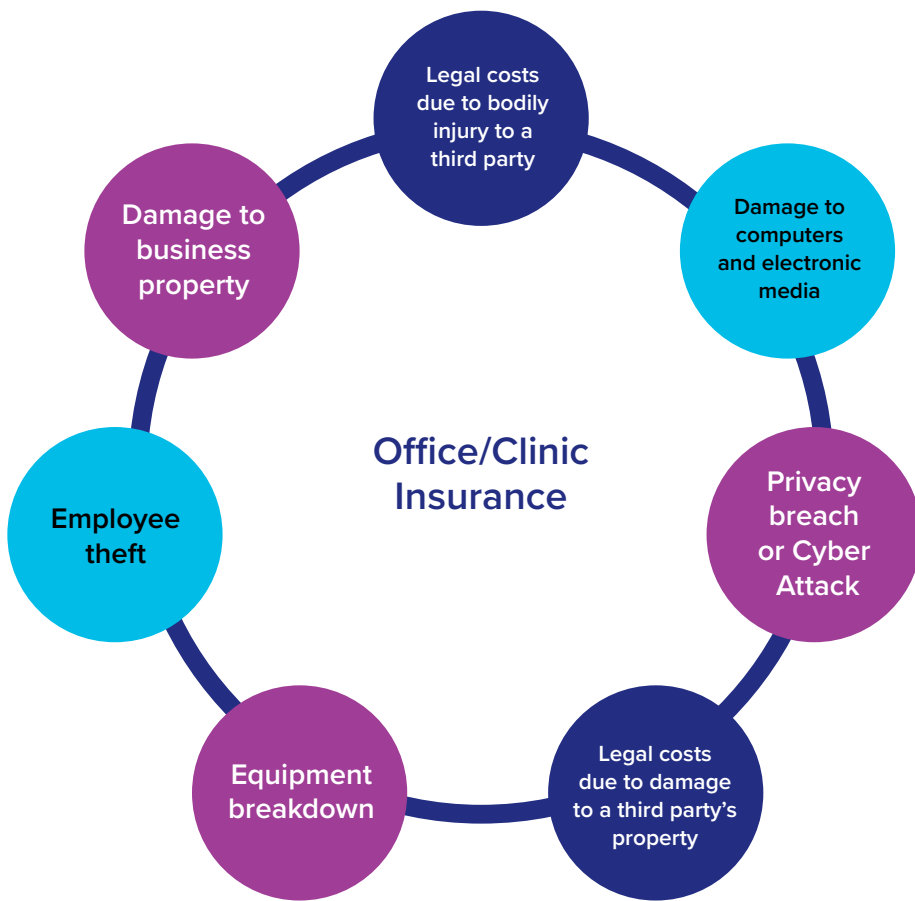 Legal costs
due to bodily
injury to a
third party
Damage to
computers
and electronic
media
Privacy
breach
or Cyber
Attack
Legal costs
due to damage
to a third party’s
property
Equipment
breakdown
Employee
theft
Damage to
business
property
Office/Clinic
Insurance